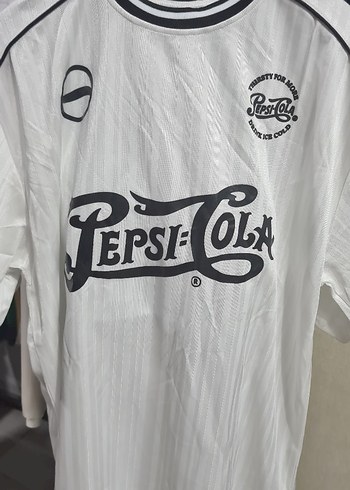 THIRSTY FOR MORE
PEPSI-COLA
®
DRINK ICE COLD
PEPSI=COLA
®